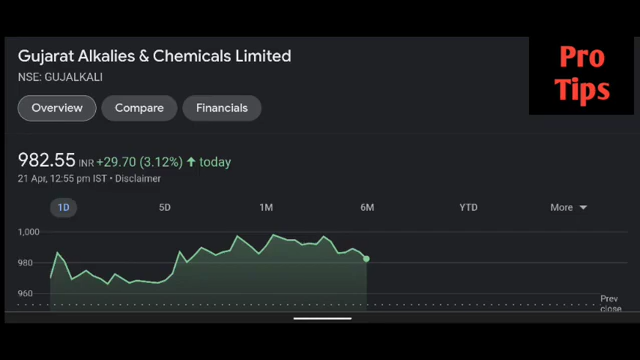 Gujarat Alkalies & Chemicals Limited
NSE: GUJALKALI
Pro
Tips
Overview Compare Financials
982.55 INR +29.70 (3.12%) ↑ today
21 Apr, 12:55 pm IST • Disclaimer
1D 5D 1M 6M YTD More
1,000
980
960
Prev
close